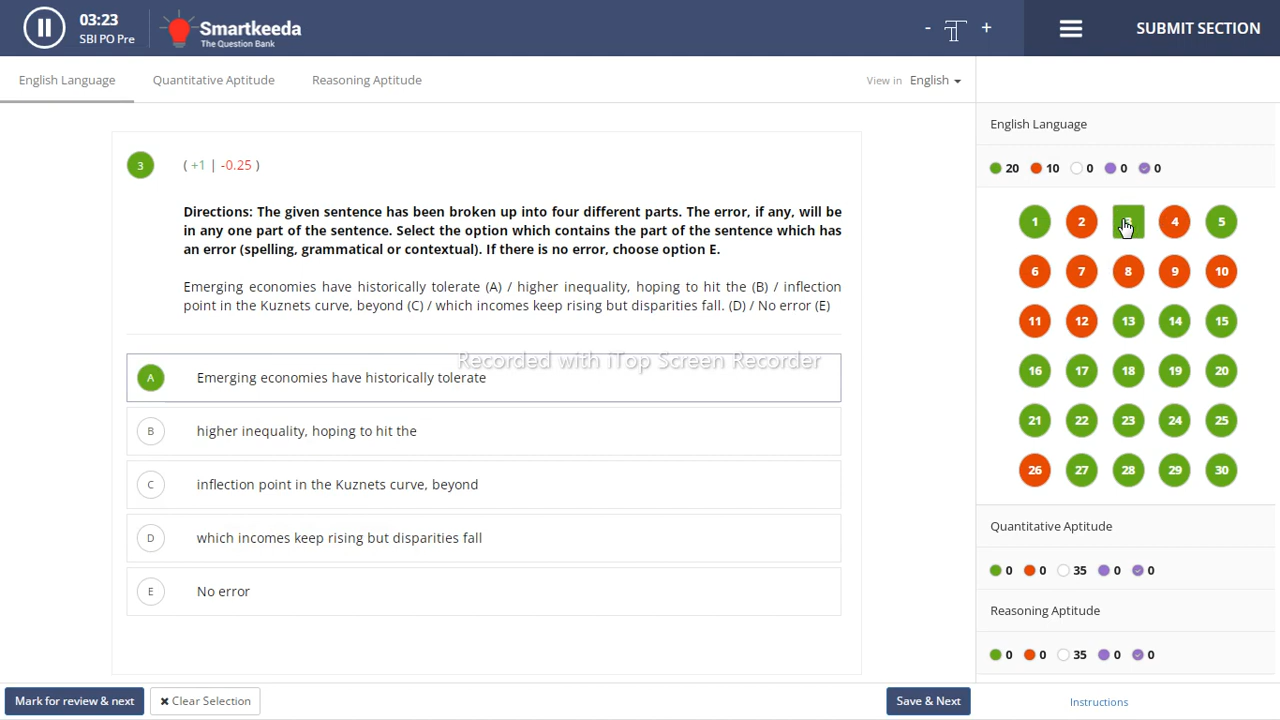 03:23
SBI PO Pre
Smartkeeda
The Question Bank
- T +
SUBMIT SECTION
English Language
Quantitative Aptitude
Reasoning Aptitude
View in English
3
( +1 | -0.25 )
Directions: The given sentence has been broken up into four different parts. The error, if any, will be
in any one part of the sentence. Select the option which contains the part of the sentence which has
an error (spelling, grammatical or contextual). If there is no error, choose option E.
Emerging economies have historically tolerate (A) / higher inequality, hoping to hit the (B) / inflection
point in the Kuznets curve, beyond (C) / which incomes keep rising but disparities fall. (D) / No error (E)
Recorded with iTop Screen Recorder
A Emerging economies have historically tolerate
B higher inequality, hoping to hit the
C inflection point in the Kuznets curve, beyond
D which incomes keep rising but disparities fall
E No error
Mark for review & next
✖ Clear Selection
Save & Next
English Language
20 10 0 0 0
1 2 3 4 5
6 7 8 9 10
11 12 13 14 15
16 17 18 19 20
21 22 23 24 25
26 27 28 29 30
Quantitative Aptitude
0 0 35 0 0
Reasoning Aptitude
0 0 35 0 0
Instructions